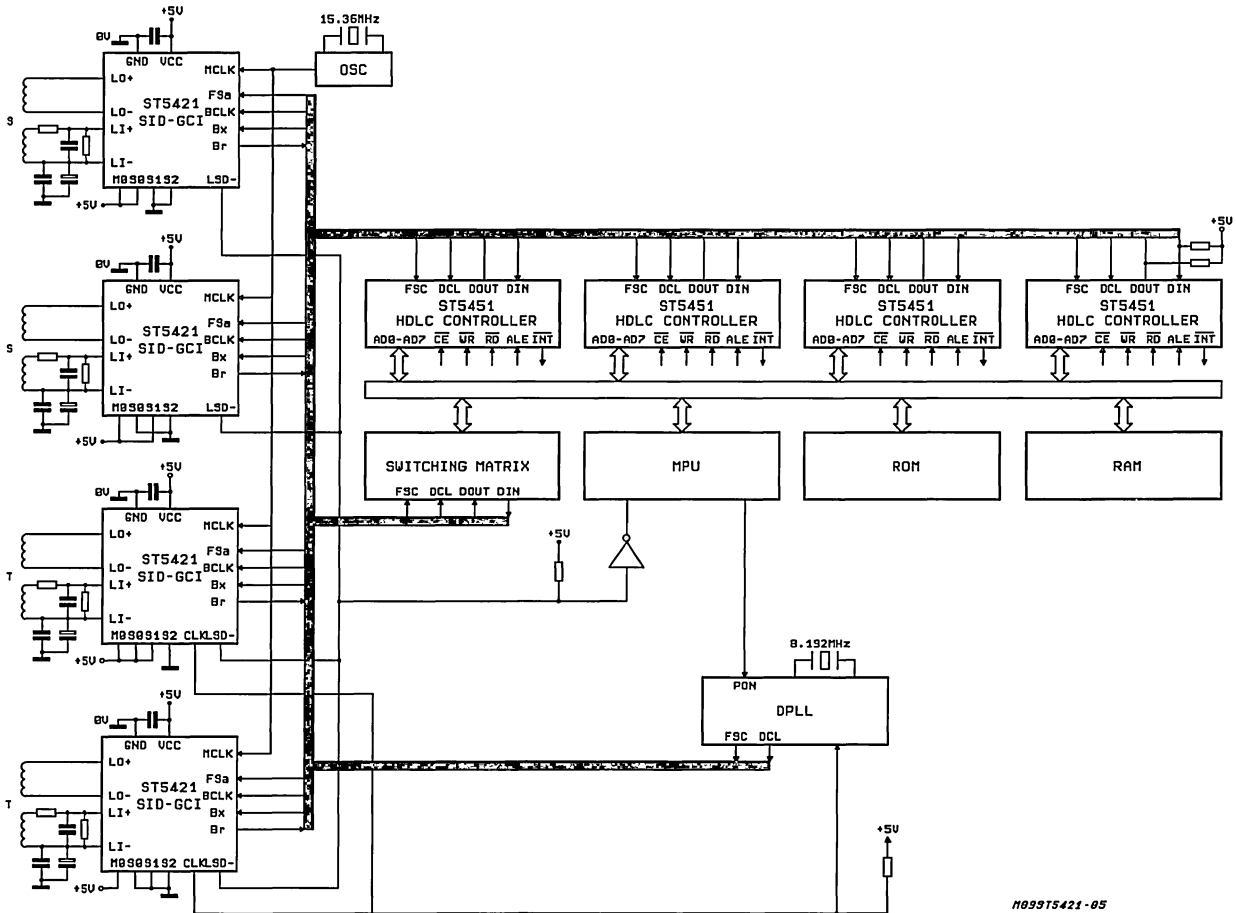 +5V
15.36MHz
0V
GND VCC
MCLK
OSC
LO+
FSa
ST5421
BCLK
LO-
SID-GCI
S
LI+
Bx
Br
LI-
M0S0S1S2 LSD-
+5V
+5V
+5V
0V
GND VCC
FSC DCL DOUT DIN
FSC DCL DOUT DIN
FSC DCL DOUT DIN
FSC DCL DOUT DIN
MCLK
LO+
ST5451
ST5451
ST5451
ST5451
HDLC CONTROLLER
HDLC CONTROLLER
HDLC CONTROLLER
HDLC CONTROLLER
FSa
ST5421
AD0-AD7 CE WR RD ALE INT
AD0-AD7 CE WR RD ALE INT
AD0-AD7 CE WR RD ALE INT
AD0-AD7 CE WR RD ALE INT
BCLK
LO-
SID-GCI
S
LI+
Bx
Br
LI-
M0S0S1S2 LSD-
+5V
SWITCHING MATRIX
MPU
ROM
RAM
+5V
FSC DCL DOUT DIN
0V
GND VCC
MCLK
LO+
+5V
FSa
ST5421
BCLK
LO-
SID-GCI
T
LI+
Bx
Br
LI-
M0S0S1S2 CLKLSD-
8.192MHz
+5V
PON
+5V
DPLL
0V
GND VCC
FSC DCL
MCLK
LO+
FSa
ST5421
BCLK
LO-
SID-GCI
T
LI+
Bx
Br
+5V
LI-
M0S0S1S2 CLKLSD-
+5V
M09ST5421-05